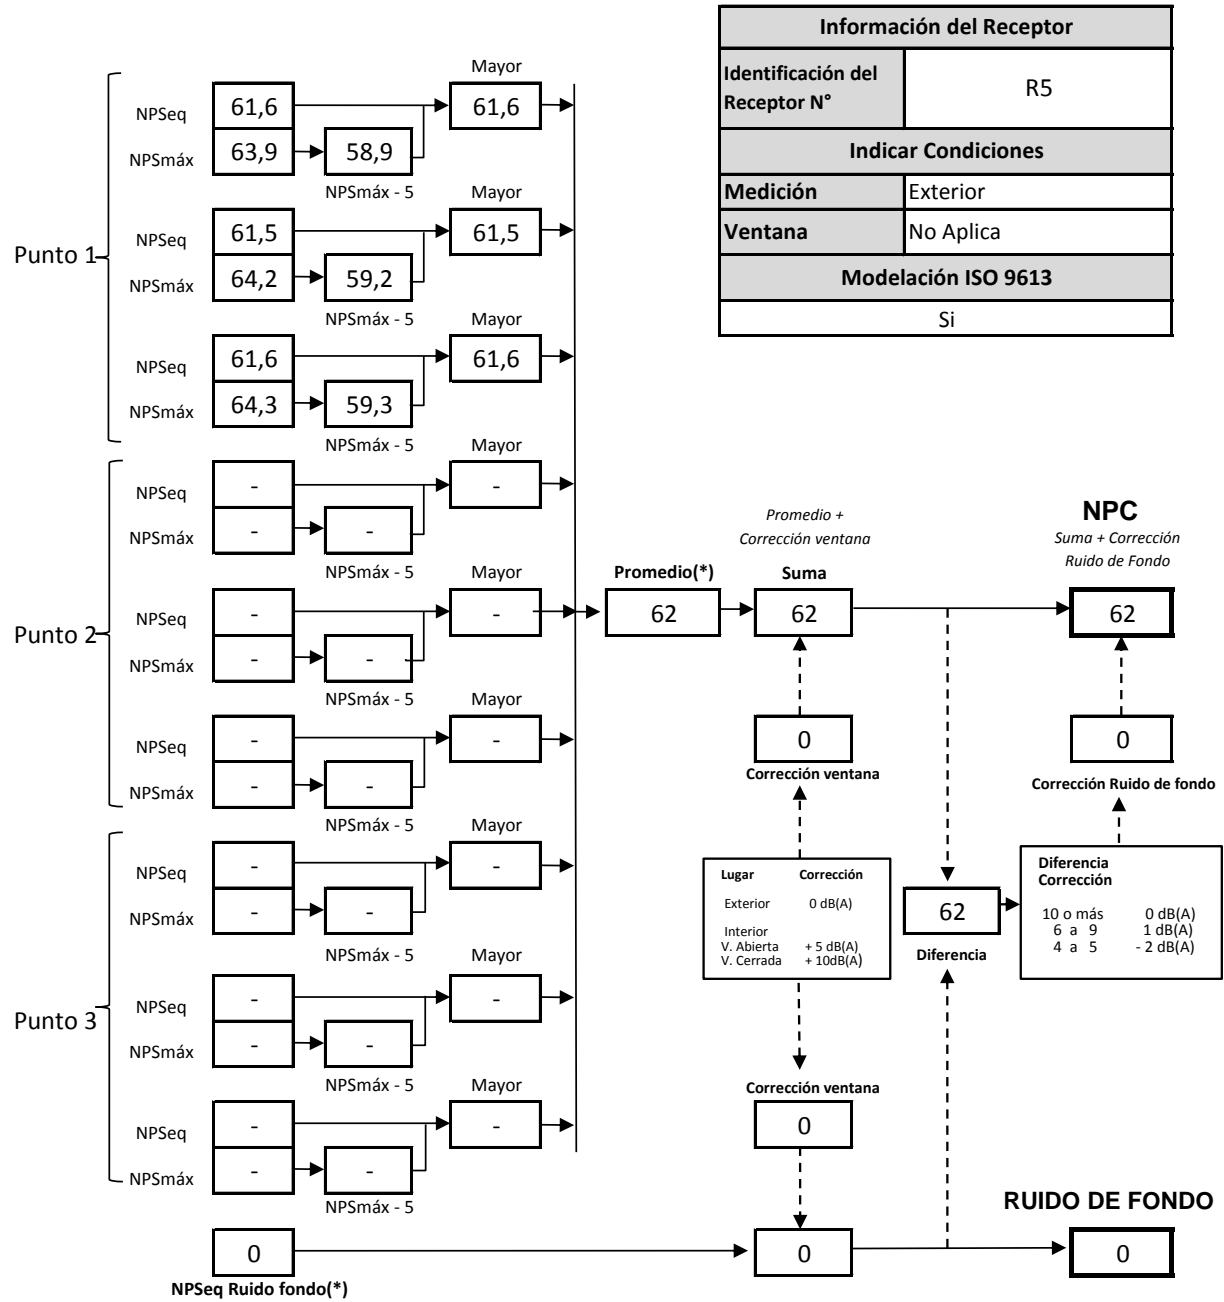 Información del Receptor
Identificación del
Receptor N°
R5
Indicar Condiciones
Medición
Exterior
Ventana
No Aplica
Modelación ISO 9613
Si
Punto 1
Mayor
NPSeq
61,6
61,6
NPSmáx
63,9
58,9
NPSmáx - 5
Mayor
NPSeq
61,5
61,5
NPSmáx
64,2
59,2
NPSmáx - 5
Mayor
NPSeq
61,6
61,6
NPSmáx
64,3
59,3
NPSmáx - 5
Punto 2
Mayor
NPSeq
-
-
NPSmáx
-
-
NPSmáx - 5
Mayor
NPSeq
-
-
NPSmáx
-
-
NPSmáx - 5
Mayor
NPSeq
-
-
NPSmáx
-
-
NPSmáx - 5
Punto 3
Mayor
NPSeq
-
-
NPSmáx
-
-
NPSmáx - 5
Mayor
NPSeq
-
-
NPSmáx
-
-
NPSmáx - 5
Mayor
NPSeq
-
-
NPSmáx
-
-
NPSmáx - 5
0
NPSeq Ruido fondo(*)
Promedio(*)
62
Promedio +
Corrección ventana
Suma
62
0
Corrección ventana
Lugar Corrección
Exterior 0 dB(A)
Interior
V. Abierta + 5 dB(A)
V. Cerrada + 10dB(A)
Corrección ventana
0
0
62
Diferencia
NPC
Suma + Corrección
Ruido de Fondo
62
0
Corrección Ruido de fondo
Diferencia
Corrección
10 o más 0 dB(A)
6 a 9 1 dB(A)
4 a 5 - 2 dB(A)
RUIDO DE FONDO
0